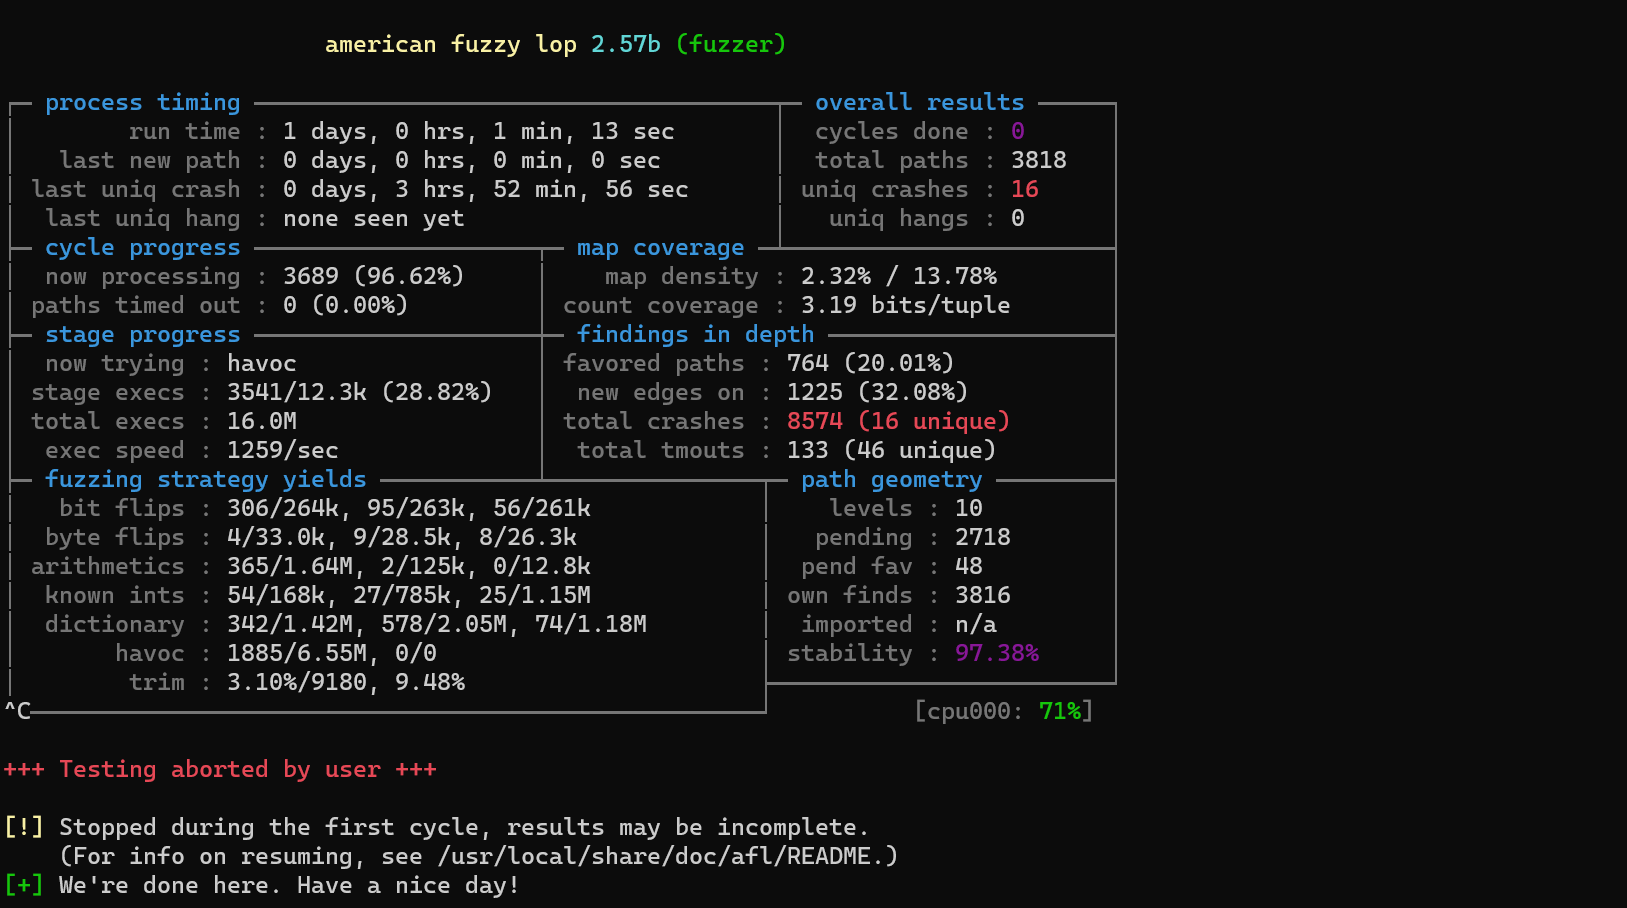 american fuzzy lop 2.57b (fuzzer)
process timing overall results
run time : 1 days, 0 hrs, 1 min, 13 sec cycles done : 0
last new path : 0 days, 0 hrs, 0 min, 0 sec total paths : 3818
last uniq crash : 0 days, 3 hrs, 52 min, 56 sec uniq crashes : 16
last uniq hang : none seen yet uniq hangs : 0
cycle progress map coverage
now processing : 3689 (96.62%) map density : 2.32% / 13.78%
paths timed out : 0 (0.00%) count coverage : 3.19 bits/tuple
stage progress findings in depth
now trying : havoc favored paths : 764 (20.01%)
stage execs : 3541/12.3k (28.82%) new edges on : 1225 (32.08%)
total execs : 16.0M total crashes : 8574 (16 unique)
exec speed : 1259/sec total tmouts : 133 (46 unique)
fuzzing strategy yields path geometry
bit flips : 306/264k, 95/263k, 56/261k levels : 10
byte flips : 4/33.0k, 9/28.5k, 8/26.3k pending : 2718
arithmetics : 365/1.64M, 2/125k, 0/12.8k pend fav : 48
known ints : 54/168k, 27/785k, 25/1.15M own finds : 3816
dictionary : 342/1.42M, 578/2.05M, 74/1.18M imported : n/a
havoc : 1885/6.55M, 0/0 stability : 97.38%
trim : 3.10%/9180, 9.48%
^C [cpu000: 71%]
+++ Testing aborted by user +++
[!] Stopped during the first cycle, results may be incomplete.
(For info on resuming, see /usr/local/share/doc/afl/README.)
[+] We're done here. Have a nice day!